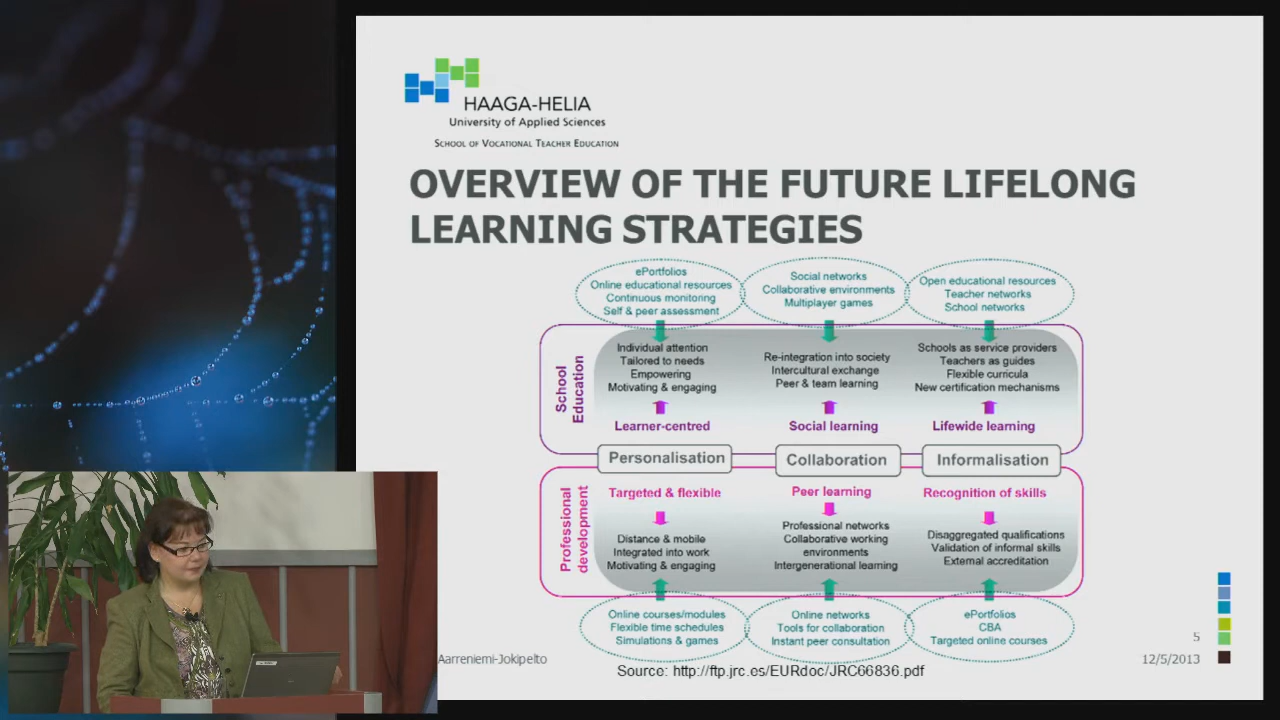 HAAGA-HELIA
University of Applied Sciences
SCHOOL OF VOCATIONAL TEACHER EDUCATION
OVERVIEW OF THE FUTURE LIFELONG
LEARNING STRATEGIES
ePortfolios
Online educational resources
Continuous monitoring
Self & peer assessment
Social networks
Collaborative environments
Multiplayer games
Open educational resources
Teacher networks
School networks
School
Education
Individual attention
Tailored to needs
Empowering
Motivating & engaging
Learner-centred
Re-integration into society
Intercultural exchange
Peer & team learning
Social learning
Schools as service providers
Teachers as guides
Flexible curricula
New certification mechanisms
Lifewide learning
Personalisation
Collaboration
Informalisation
Professional
development
Targeted & flexible
Distance & mobile
Integrated into work
Motivating & engaging
Peer learning
Professional networks
Collaborative working
environments
Intergenerational learning
Recognition of skills
Disaggregated qualifications
Validation of informal skills
External accreditation
Online courses/modules
Flexible time schedules
Simulations & games
Online networks
Tools for collaboration
Instant peer consultation
ePortfolios
CBA
Targeted online courses
5
Aarreniemi-Jokipelto
12/5/2013
Source: http://ftp.jrc.es/EURdoc/JRC66836.pdf